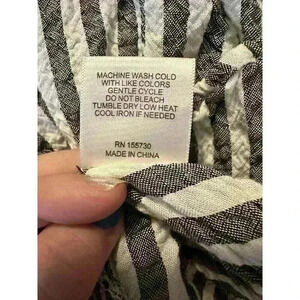 MACHINE WASH COLD
WITH LIKE COLORS
GENTLE CYCLE
DO NOT BLEACH
TUMBLE DRY LOW HEAT
COOL IRON IF NEEDED
RN 155730
MADE IN CHINA